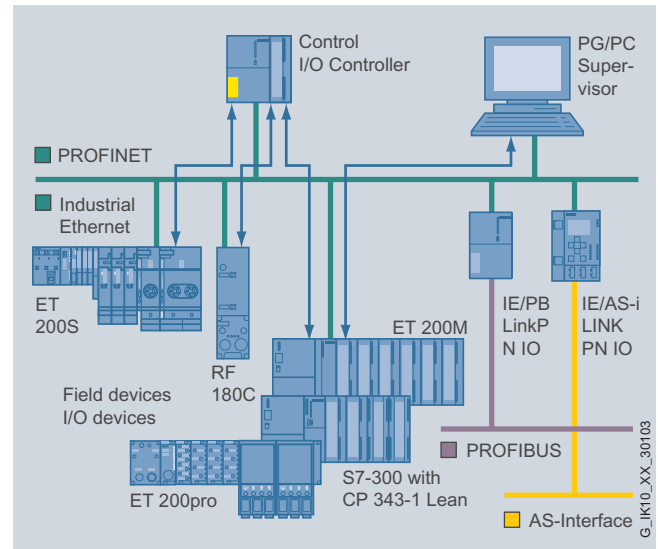 Control
I/O Controller
PG/PC
Super-
visor
PROFINET
Industrial
Ethernet
ET
200S
RF
180C
ET 200M
IE/PB
LinkP
N IO
IE/AS-i
LINK
PN IO
Field devices
I/O devices
PROFIBUS
ET 200pro
S7-300 with
CP 343-1 Lean
AS-Interface
G_IK10_XX_30103